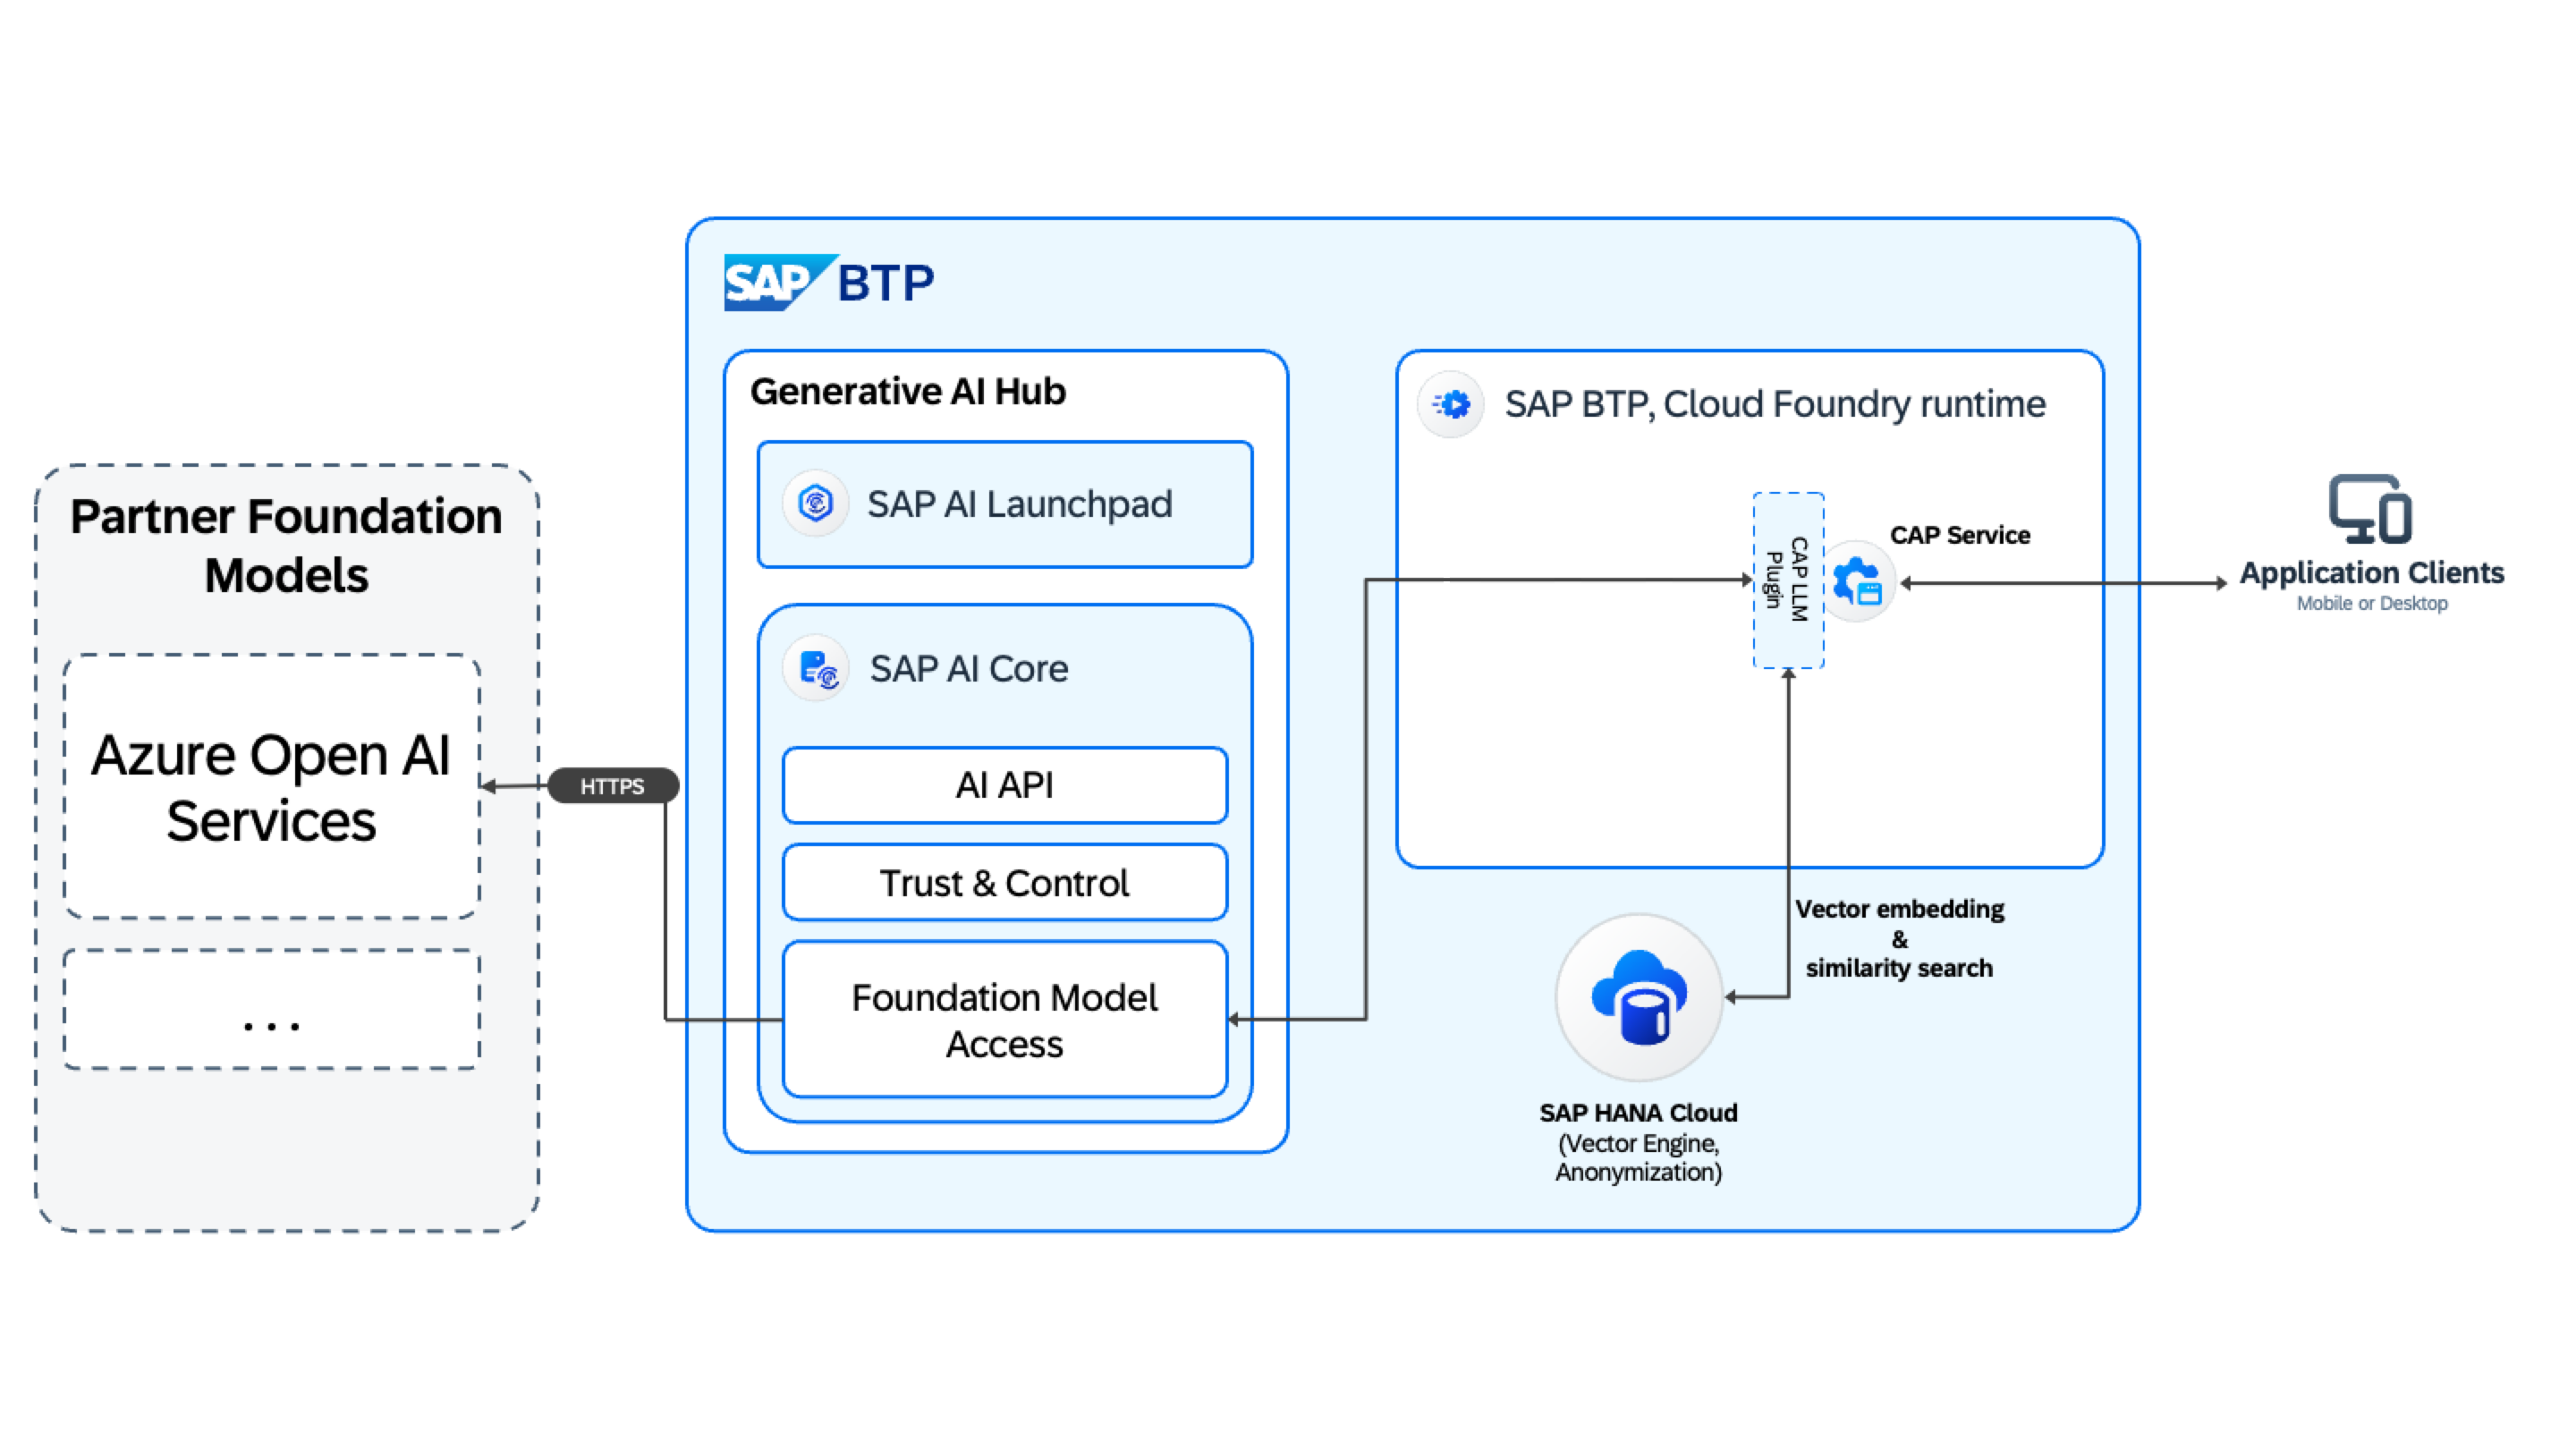 SAP BTP
Generative AI Hub
SAP AI Launchpad
SAP AI Core
AI API
Trust & Control
Foundation Model
Access
Partner Foundation
Models
Azure Open AI
Services
...
HTTPS
SAP BTP, Cloud Foundry runtime
CAP LLM
Plugin
CAP Service
Application Clients
Mobile or Desktop
Vector embedding
&
similarity search
SAP HANA Cloud
(Vector Engine,
Anonymization)